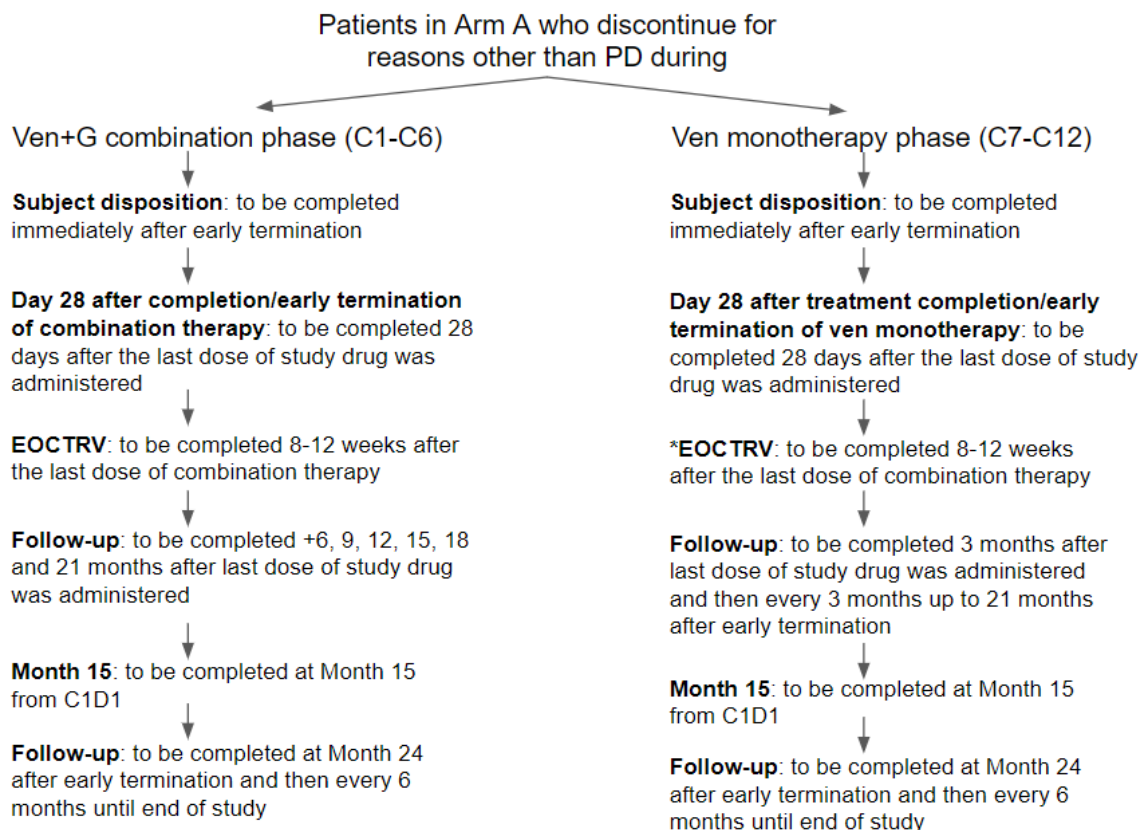 Patients in Arm A who discontinue for
reasons other than PD during
Ven+G combination phase (C1-C6)
Subject disposition: to be completed
immediately after early termination
Day 28 after completion/early termination
of combination therapy: to be completed 28
days after the last dose of study drug was
administered
EOCTRV: to be completed 8-12 weeks after
the last dose of combination therapy
Follow-up: to be completed +6, 9, 12, 15, 18
and 21 months after last dose of study drug
was administered
Month 15: to be completed at Month 15
from C1D1
Follow-up: to be completed at Month 24
after early termination and then every 6
months until end of study
Ven monotherapy phase (C7-C12)
Subject disposition: to be completed
immediately after early termination
Day 28 after treatment completion/early
termination of ven monotherapy: to be
completed 28 days after the last dose of study
drug was administered
*EOCTRV: to be completed 8-12 weeks
after the last dose of combination therapy
Follow-up: to be completed 3 months after
last dose of study drug was administered
and then every 3 months up to 21 months
after early termination
Month 15: to be completed at Month 15
from C1D1
Follow-up: to be completed at Month 24
after early termination and then every 6
months until end of study